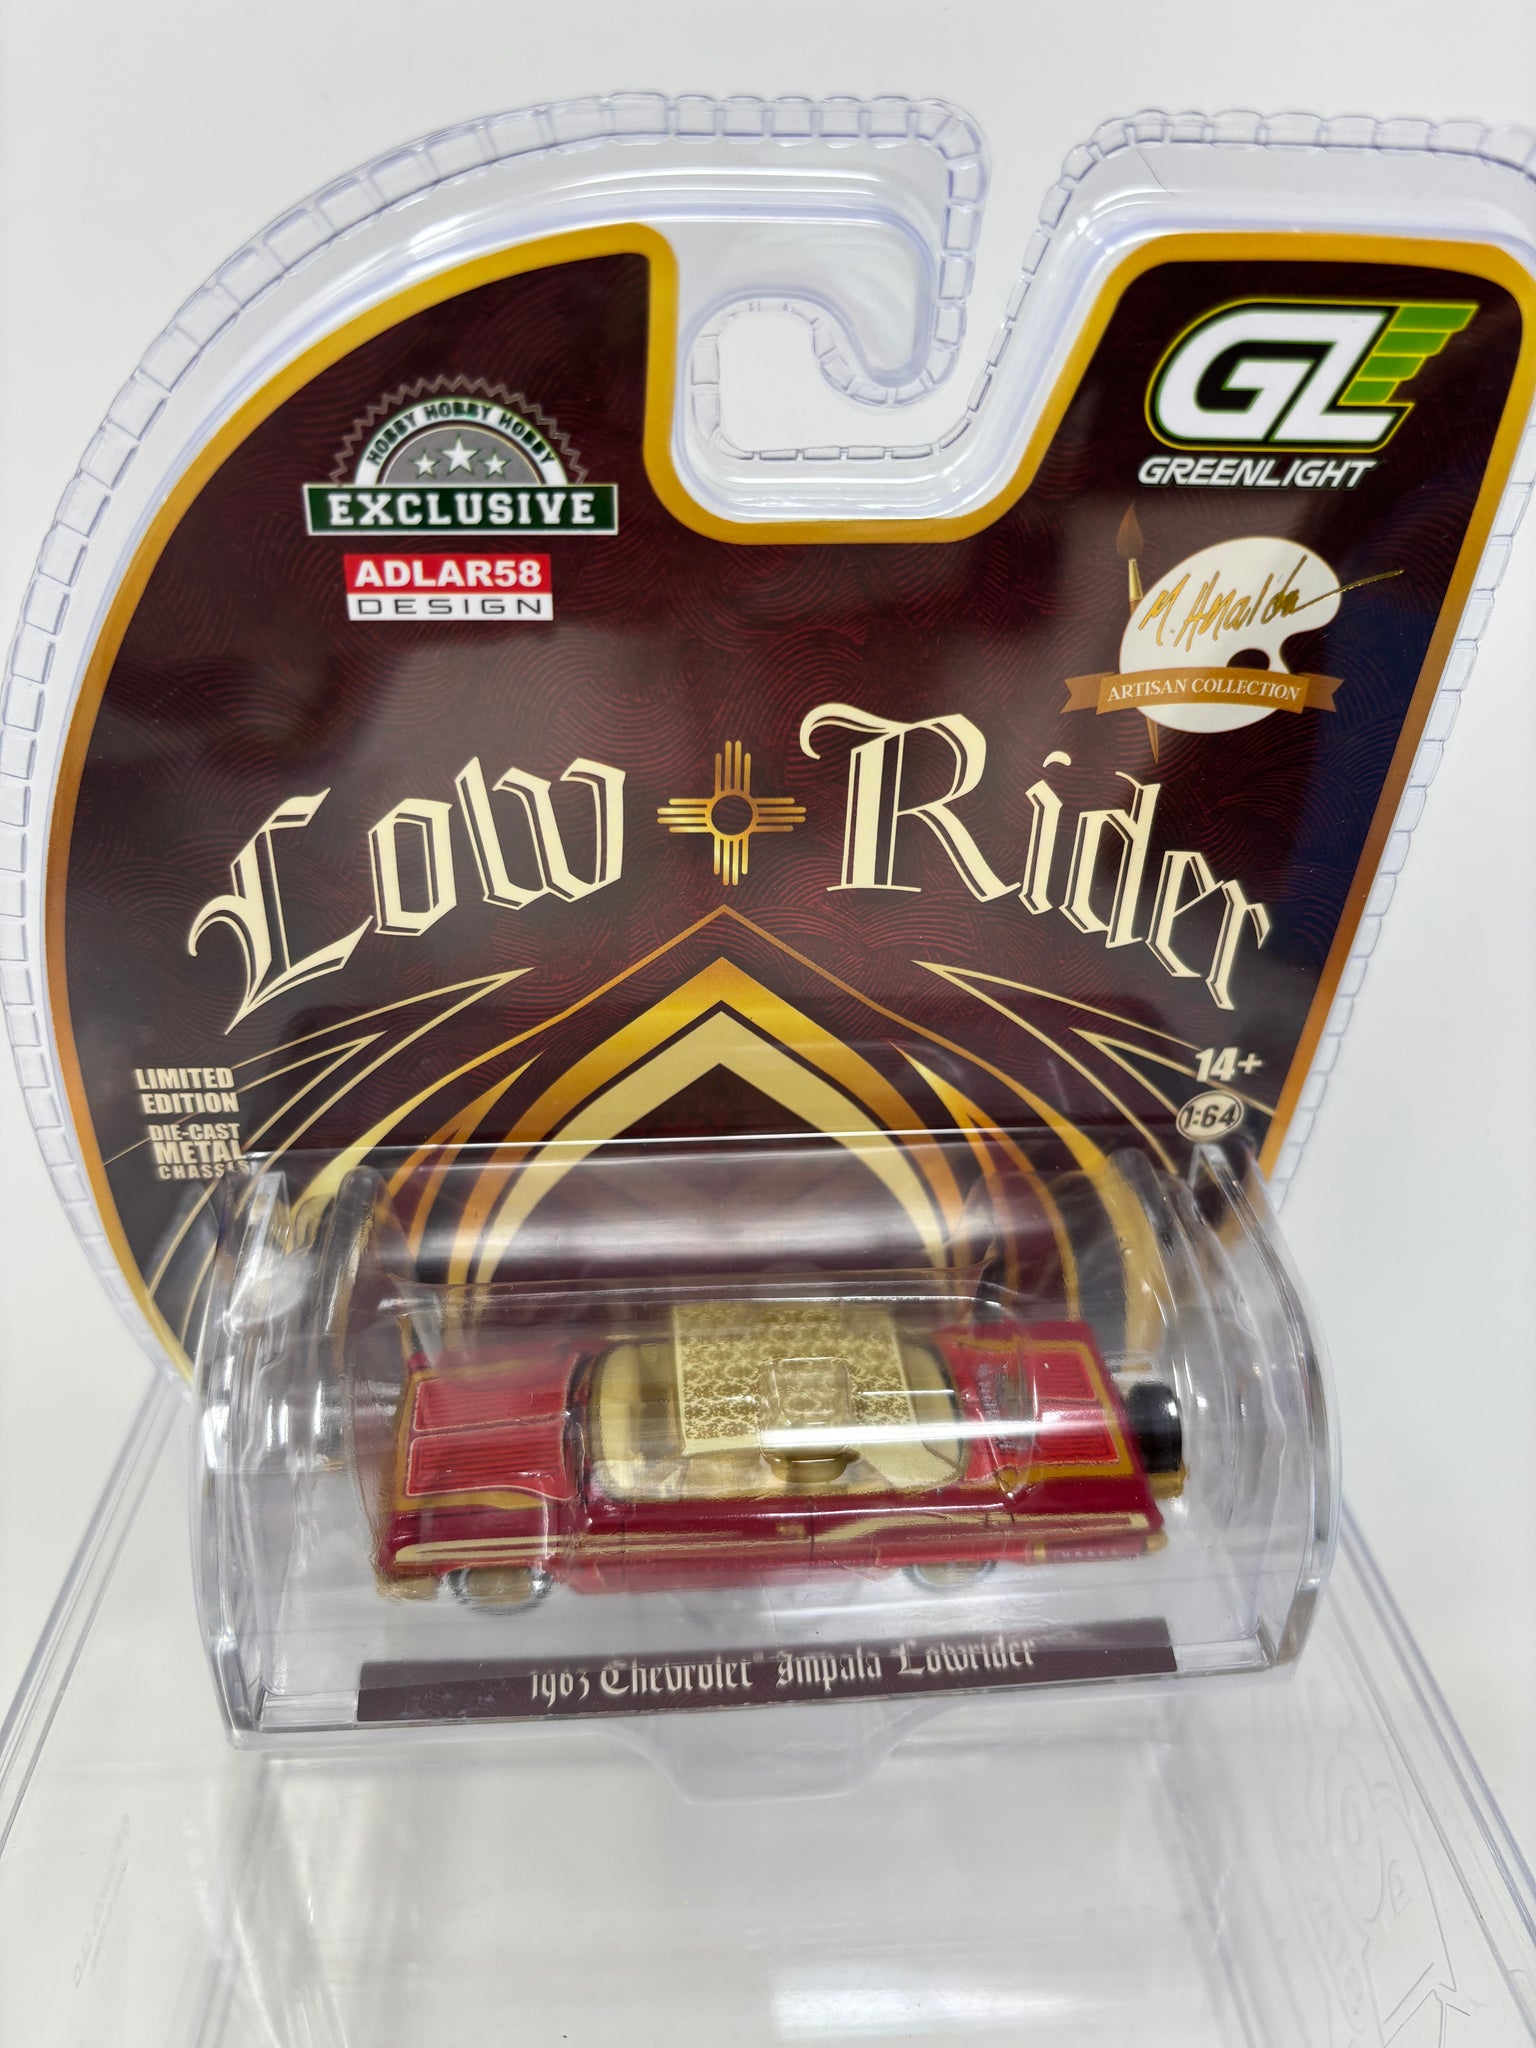 HOBBY HOBBY HOBBY
EXCLUSIVE
ADLAR58
DESIGN
GL
GREENLIGHT
ARTISAN COLLECTION
Low Rider
LIMITED
EDITION
DIE-CAST
METAL
CHASSIS
14+
1:64
1963 Chevrolet® Impala Lowrider